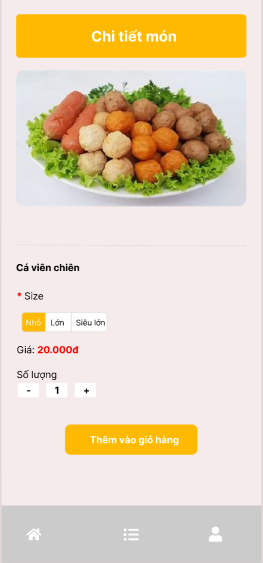 Chi tiết món
Cá viên chiên
* Size
Nhỏ Lớn Siêu lớn
Giá: 20.000đ
Số lượng
- 1 +
Thêm vào giỏ hàng